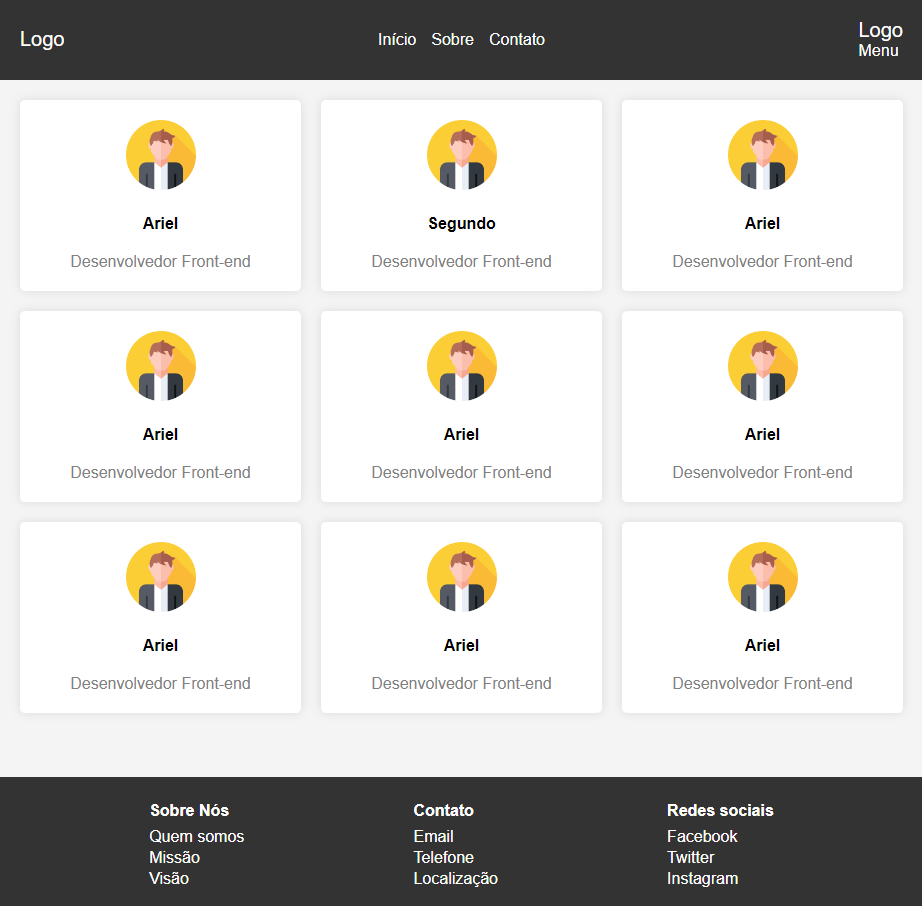 Logo
Início Sobre Contato
Logo
Menu
Ariel
Desenvolvedor Front-end
Segundo
Desenvolvedor Front-end
Ariel
Desenvolvedor Front-end
Ariel
Desenvolvedor Front-end
Ariel
Desenvolvedor Front-end
Ariel
Desenvolvedor Front-end
Ariel
Desenvolvedor Front-end
Ariel
Desenvolvedor Front-end
Ariel
Desenvolvedor Front-end
Sobre Nós
Quem somos
Missão
Visão
Contato
Email
Telefone
Localização
Redes sociais
Facebook
Twitter
Instagram